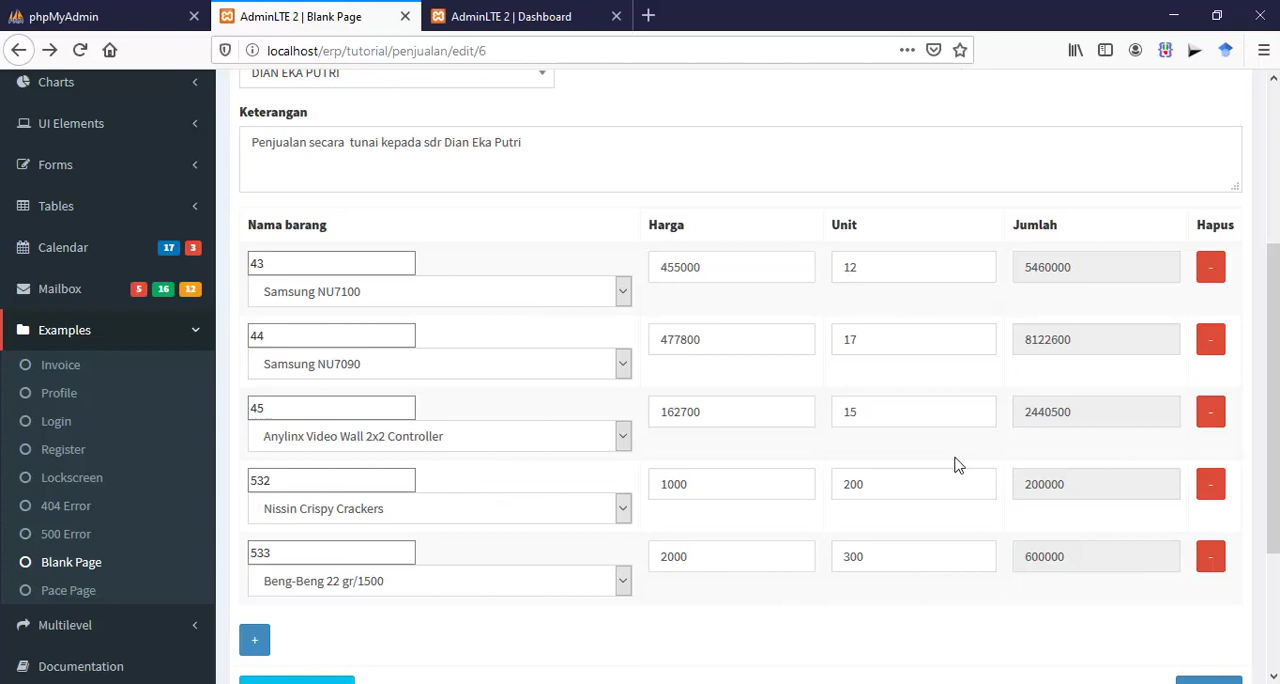 phpMyAdmin
AdminLTE 2 | Blank Page
AdminLTE 2 | Dashboard
localhost/erp/tutorial/penjualan/edit/6
Charts
UI Elements
Forms
Tables
Calendar 17 3
Mailbox 5 16 12
Examples
Invoice
Profile
Login
Register
Lockscreen
404 Error
500 Error
Blank Page
Pace Page
Multilevel
Documentation
DIAN EKA PUTRI
Keterangan
Penjualan secara tunai kepada sdr Dian Eka Putri
Nama barang Harga Unit Jumlah Hapus
43
Samsung NU7100 455000 12 5460000 -
44
Samsung NU7090 477800 17 8122600 -
45
Anylinx Video Wall 2x2 Controller 162700 15 2440500 -
532
Nissin Crispy Crackers 1000 200 200000 -
533
Beng-Beng 22 gr/1500 2000 300 600000 -
+